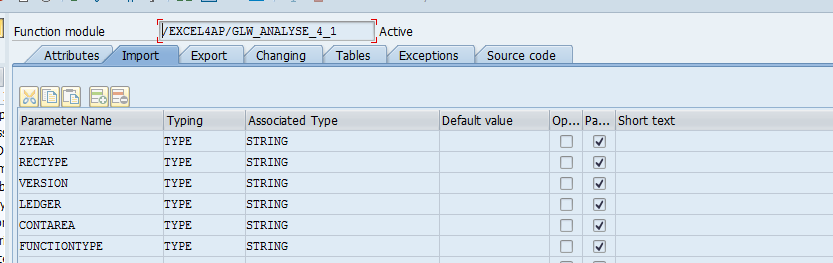 Function module /EXCEL4AP/GLW_ANALYSE_4_1 Active
Attributes Import Export Changing Tables Exceptions Source code
Parameter Name Typing Associated Type Default value Op... Pa... Short text
ZYEAR TYPE STRING
RECTYPE TYPE STRING
VERSION TYPE STRING
LEDGER TYPE STRING
CONTAREA TYPE STRING
FUNCTIONTYPE TYPE STRING